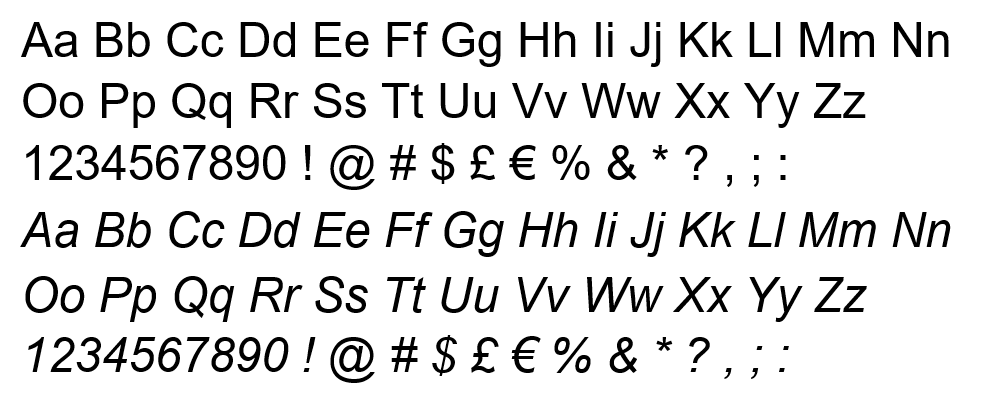 Aa Bb Cc Dd Ee Ff Gg Hh Ii Jj Kk Ll Mm Nn
Oo Pp Qq Rr Ss Tt Uu Vv Ww Xx Yy Zz
1234567890 ! @ # $ £ € % & * ? , ; :
Aa Bb Cc Dd Ee Ff Gg Hh Ii Jj Kk Ll Mm Nn
Oo Pp Qq Rr Ss Tt Uu Vv Ww Xx Yy Zz
1234567890 ! @ # $ £ € % & * ? , ; :